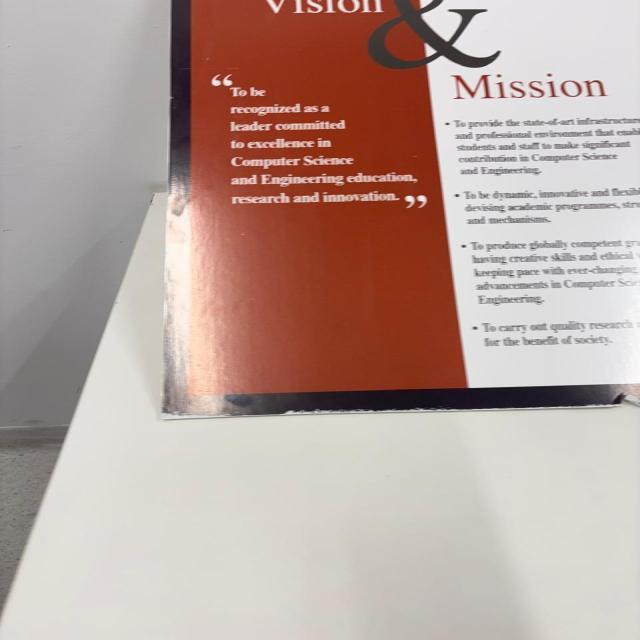 Vision
&
Mission
“ To be
recognized as a
leader committed
to excellence in
Computer Science
and Engineering education,
research and innovation. ”
• To provide the state-of-art infrastructure
and professional environment that
students and staff to make significant
contribution in Computer Science
and Engineering.
• To be dynamic, innovative and
devising academic programmes,
and mechanisms.
• To produce globally competent
having creative skills and ethical
keeping pace with ever-changing
advancements in Computer
Engineering.
• To carry out quality research
for the benefit of society.